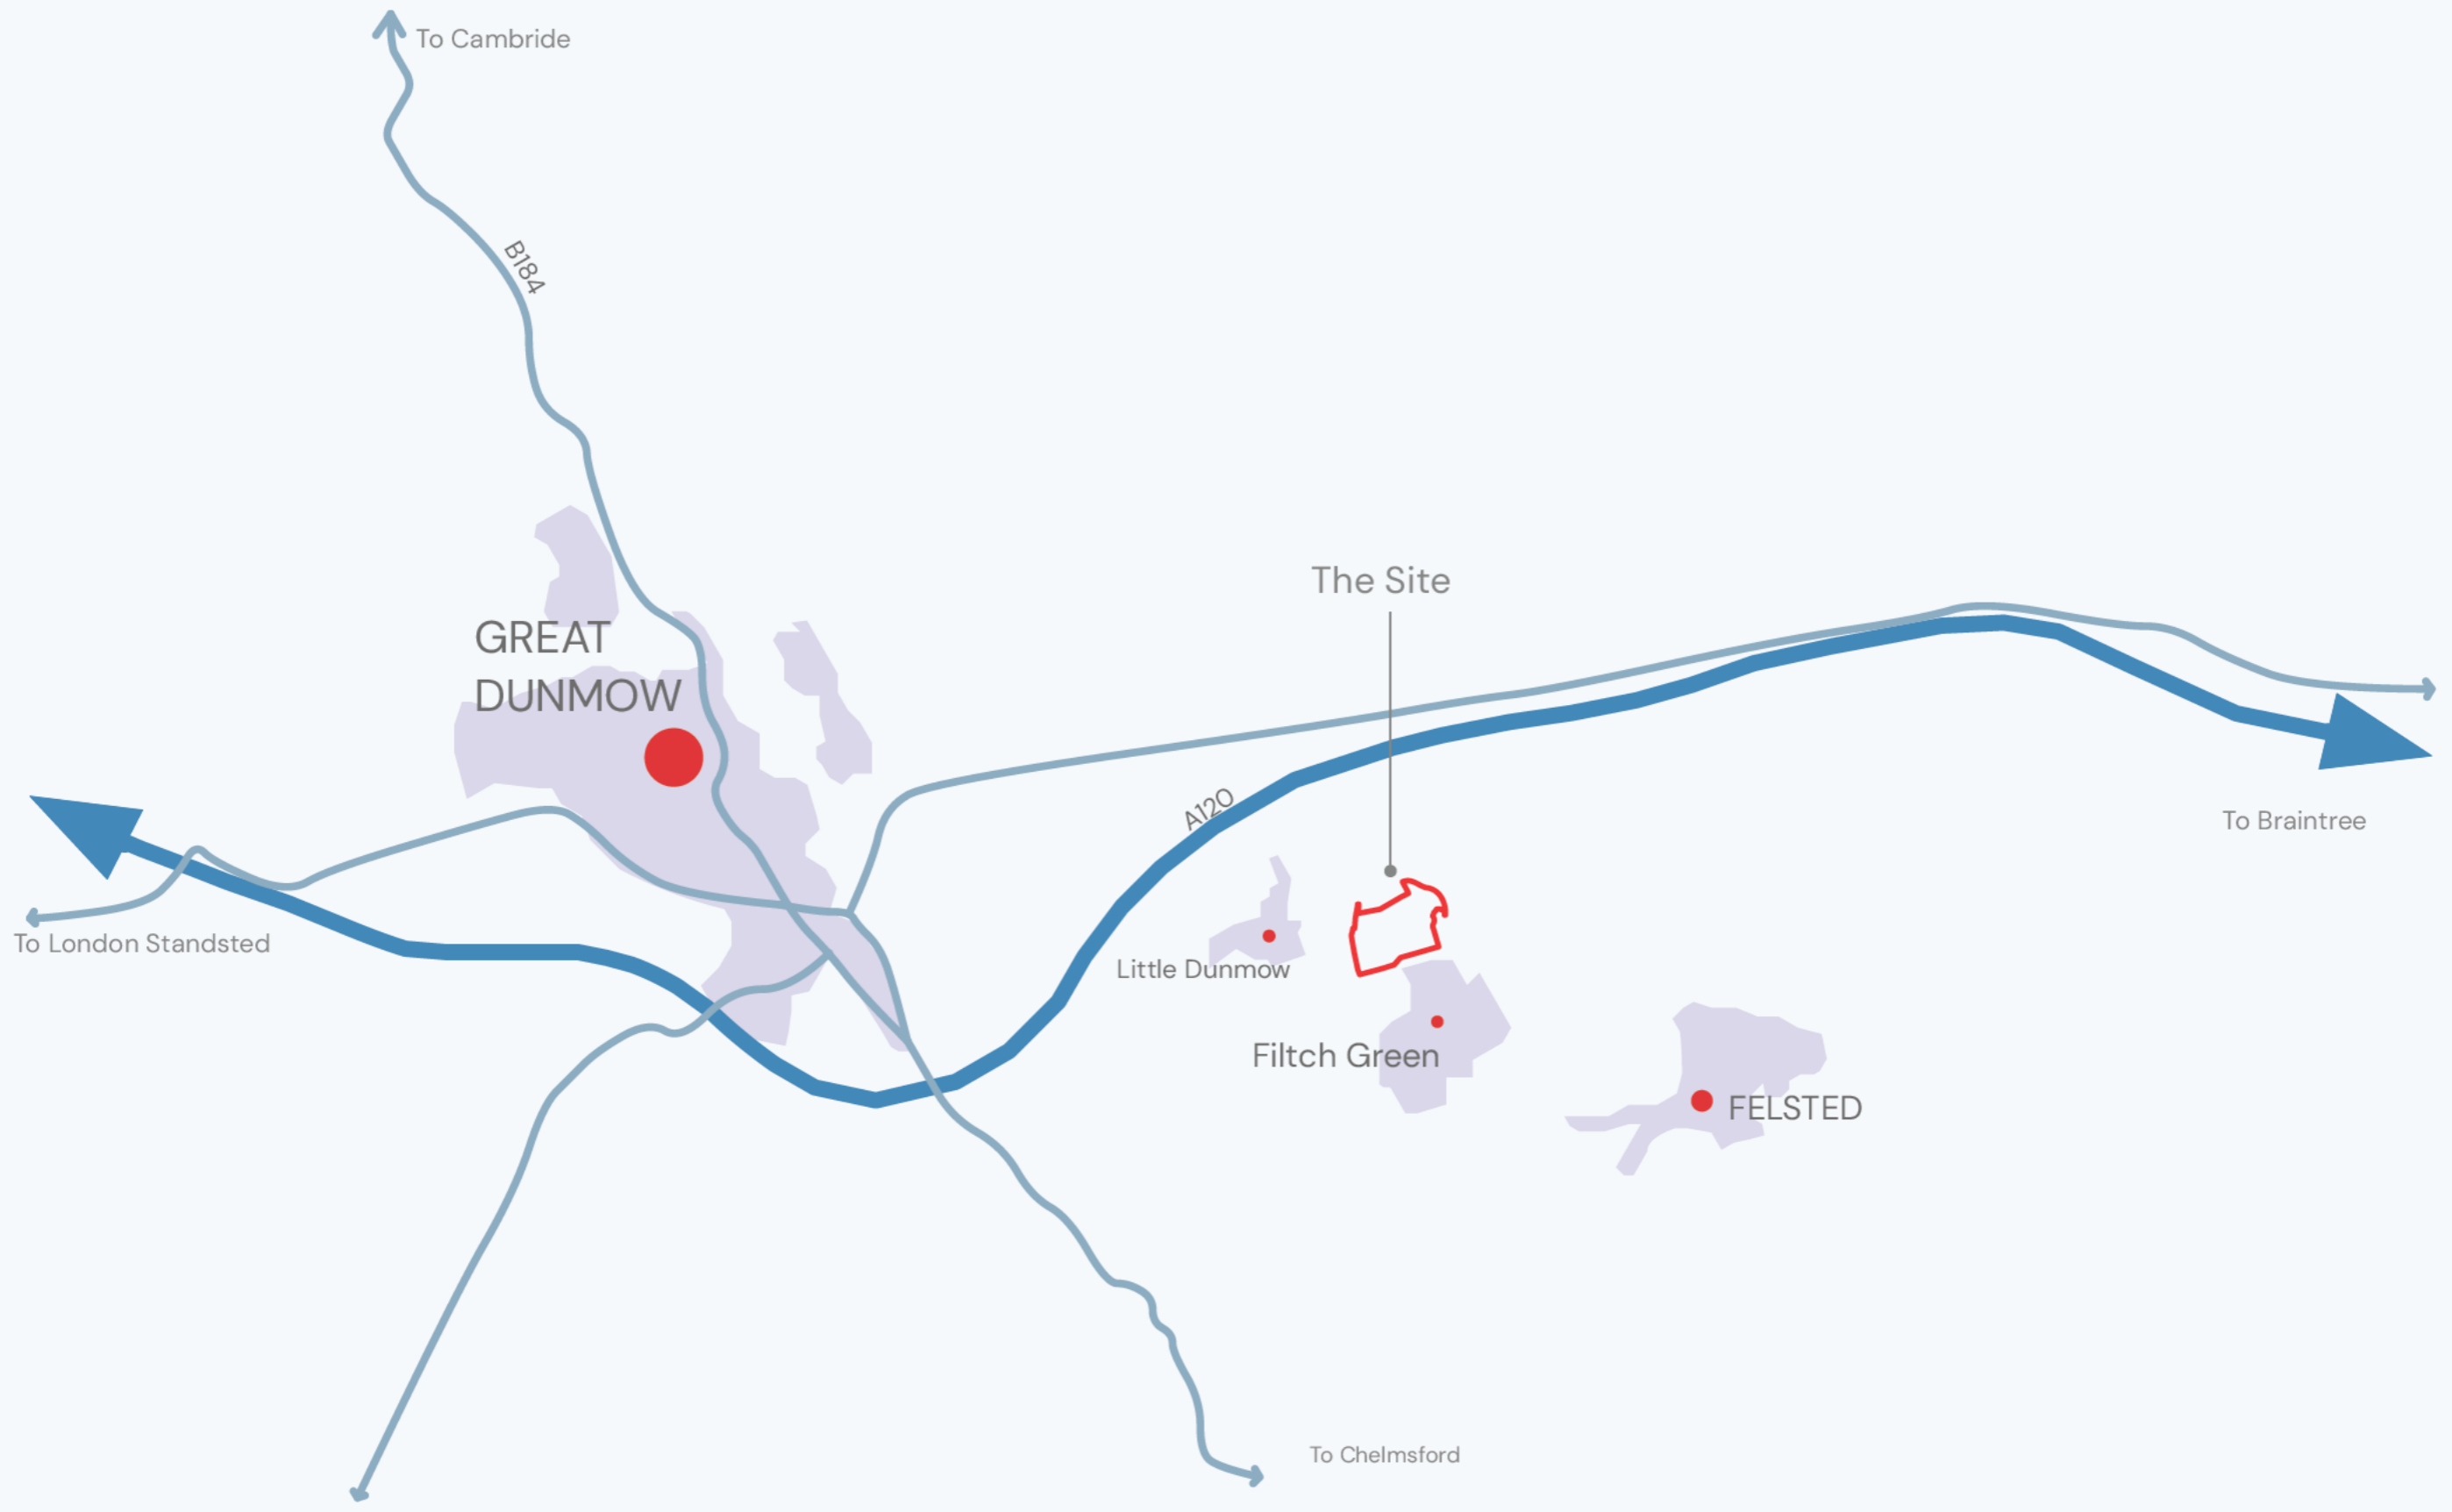 To Cambride
B184
The Site
GREAT
DUNMOW
A120
To Braintree
To London Standsted
Little Dunmow
Filtch Green
FELSTED
To Chelmsford